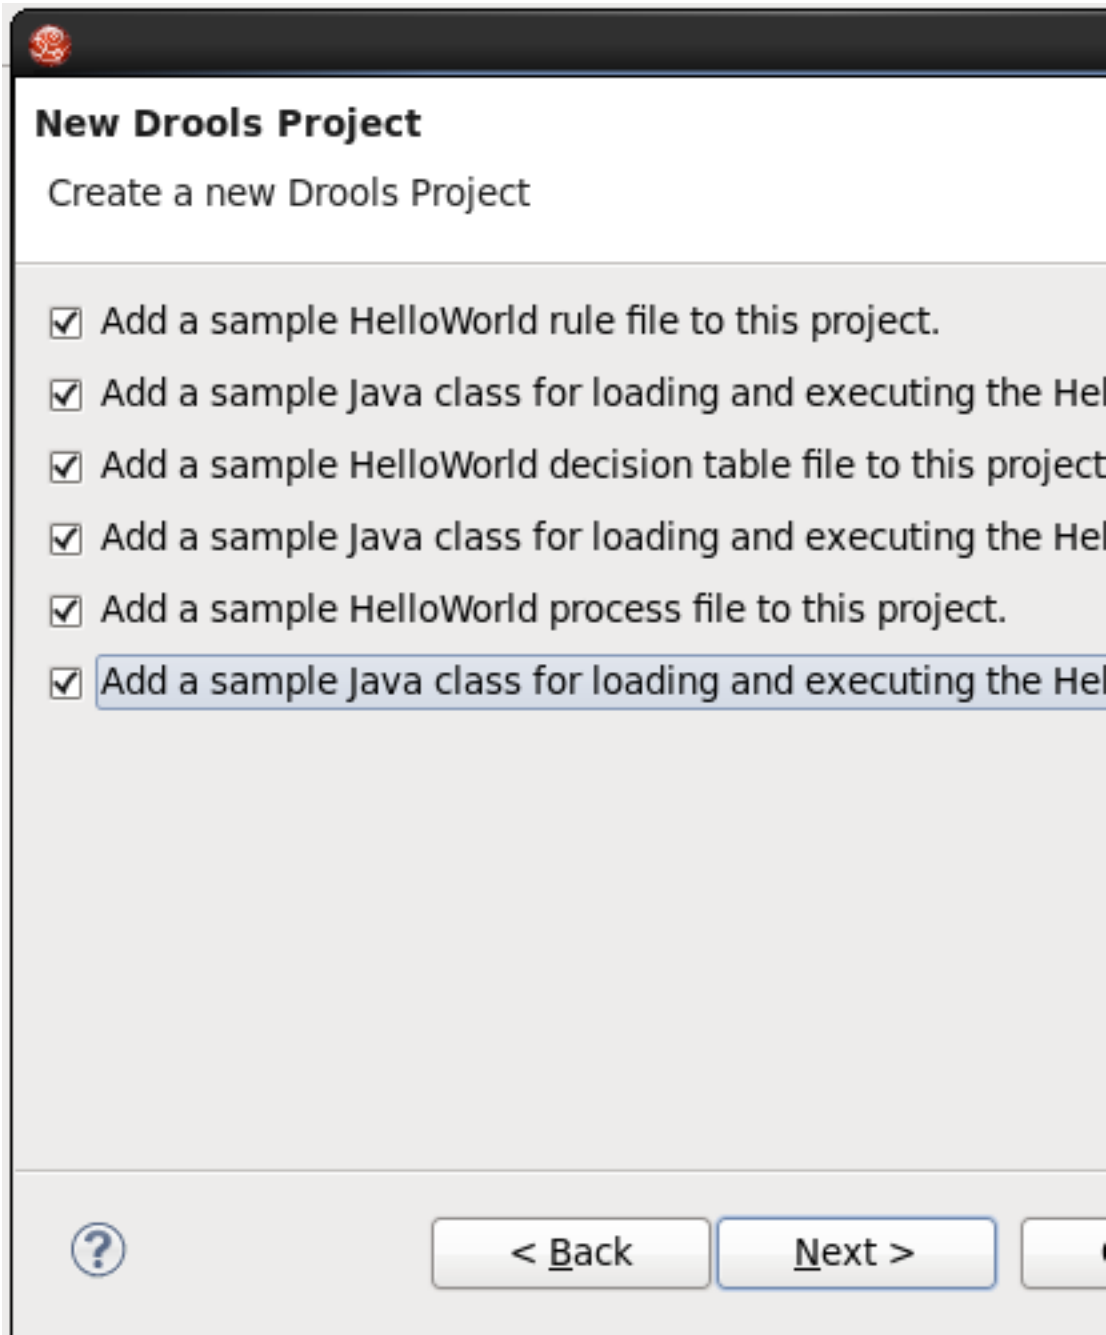 New Drools Project
Create a new Drools Project
Add a sample HelloWorld rule file to this project.
Add a sample Java class for loading and executing the Hel
Add a sample HelloWorld decision table file to this project
Add a sample Java class for loading and executing the Hel
Add a sample HelloWorld process file to this project.
Add a sample Java class for loading and executing the Hel
?
< Back
Next >